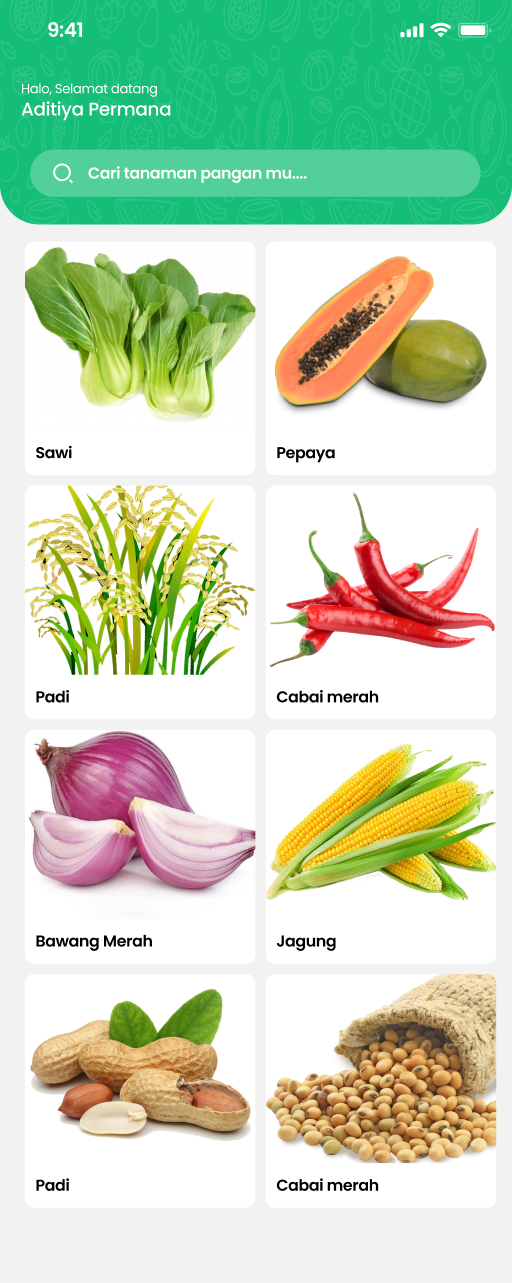 9:41
Halo, Selamat datang
Aditiya Permana
Cari tanaman pangan mu....
Sawi
Pepaya
Padi
Cabai merah
Bawang Merah
Jagung
Padi
Cabai merah